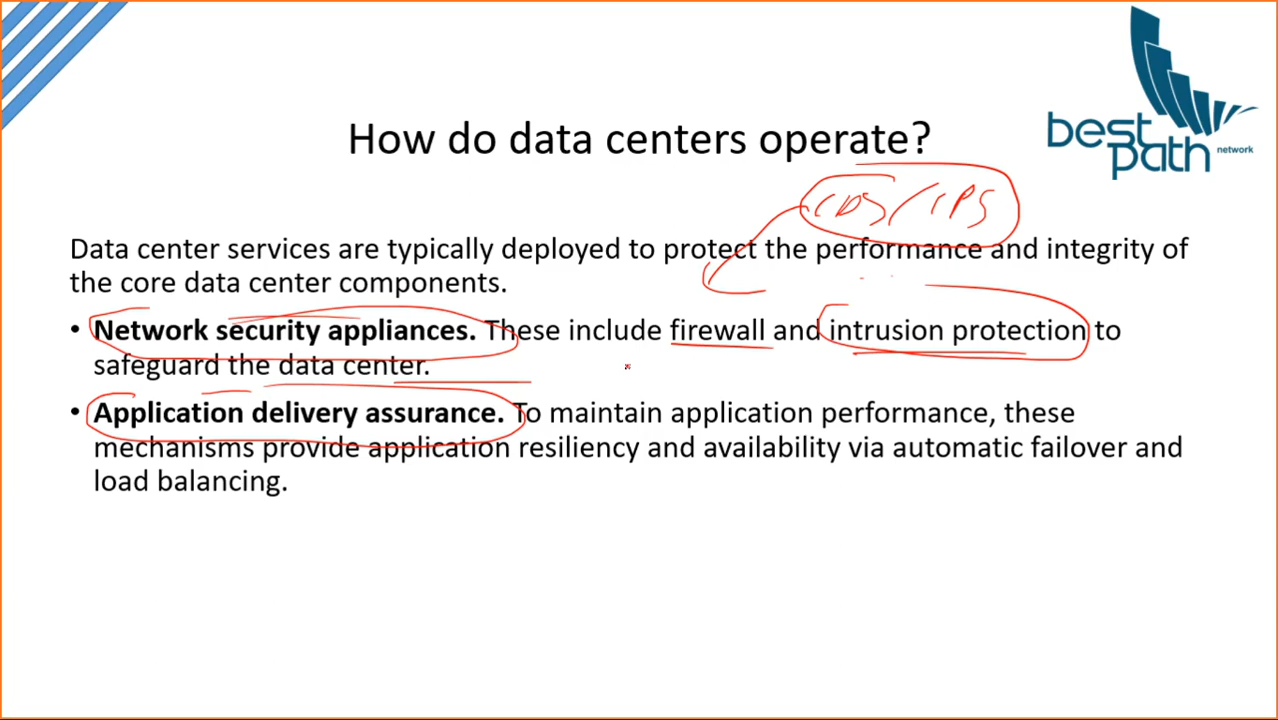 best
path
network
How do data centers operate?
IDS/IPS
Data center services are typically deployed to protect the performance and integrity of
the core data center components.
• Network security appliances. These include firewall and intrusion protection to
safeguard the data center.
• Application delivery assurance. To maintain application performance, these
mechanisms provide application resiliency and availability via automatic failover and
load balancing.